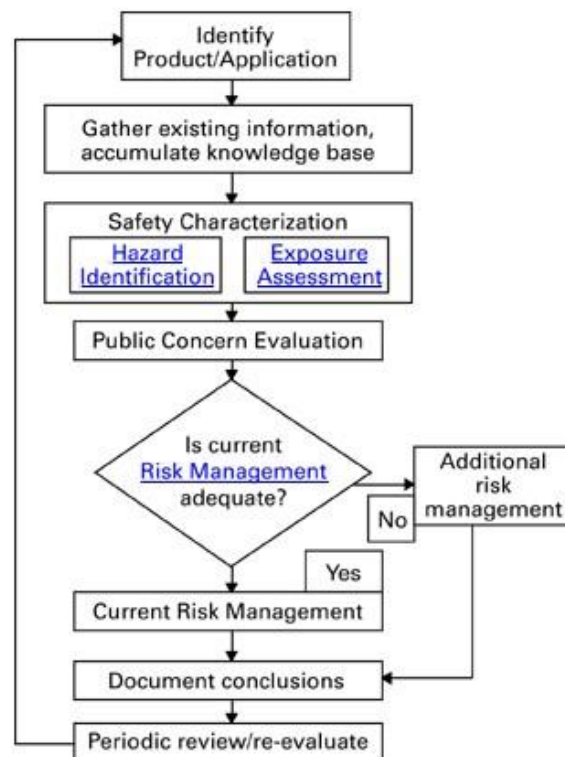 Identify
Product/Application
Gather existing information,
accumulate knowledge base
Safety Characterization
Hazard
Identification
Exposure
Assessment
Public Concern Evaluation
Is current
Risk Management
adequate?
Additional
risk
management
No
Yes
Current Risk Management
Document conclusions
Periodic review/re-evaluate